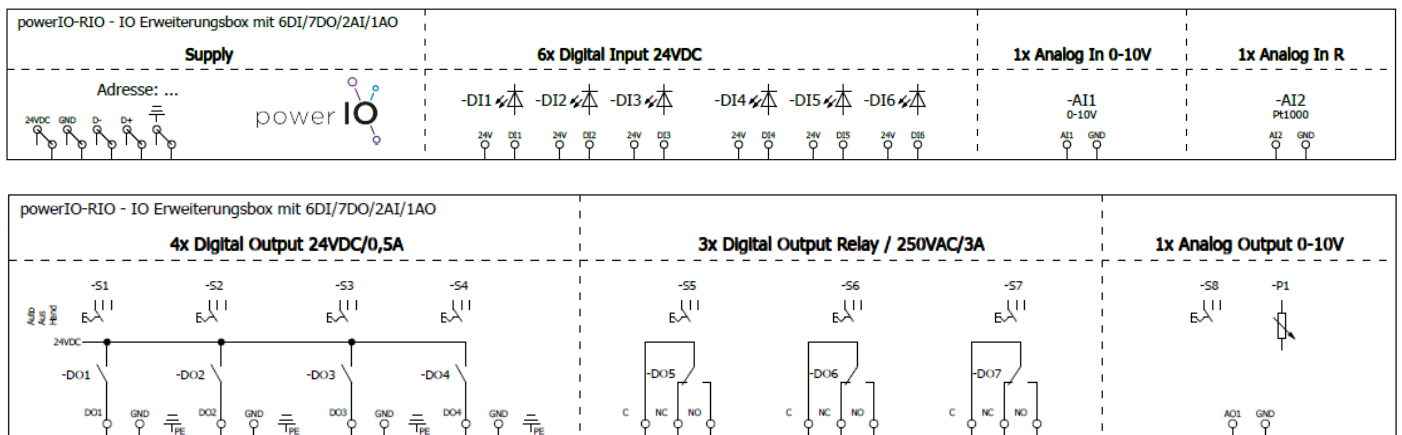 powerIO-RIO - IO Erweiterungsbox mit 6DI/7DO/2AI/1AO
Supply
6x Digital Input 24VDC
1x Analog In 0-10V
1x Analog In R
Adresse: ...
power IO
-DI1 -DI2 -DI3 -DI4 -DI5 -DI6
-AI1
0-10V
-AI2
Pt1000
24VDC GND D- D+
24V DI1 24V DI2 24V DI3 24V DI4 24V DI5 24V DI6
AI1 GND
AI2 GND
powerIO-RIO - IO Erweiterungsbox mit 6DI/7DO/2AI/1AO
4x Digital Output 24VDC/0,5A
3x Digital Output Relay / 250VAC/3A
1x Analog Output 0-10V
-S1 -S2 -S3 -S4 -S5 -S6 -S7 -S8 -P1
Auto
Aus
Hand
24VDC
-DO1 -DO2 -DO3 -DO4 -DO5 -DO6 -DO7
DO1 GND PE DO2 GND PE DO3 GND PE DO4 GND PE
C NC NO C NC NO C NC NO
AO1 GND